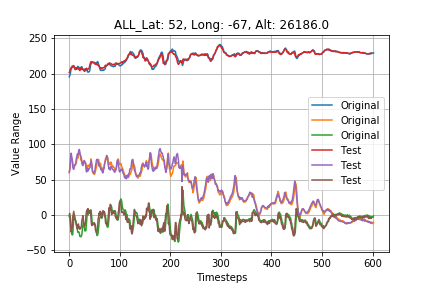 ALL_Lat: 52, Long: -67, Alt: 26186.0
250
200
150
100
50
0
−50
Value Range
Original
Original
Original
Test
Test
Test
0
100
200
300
400
500
600
Timesteps